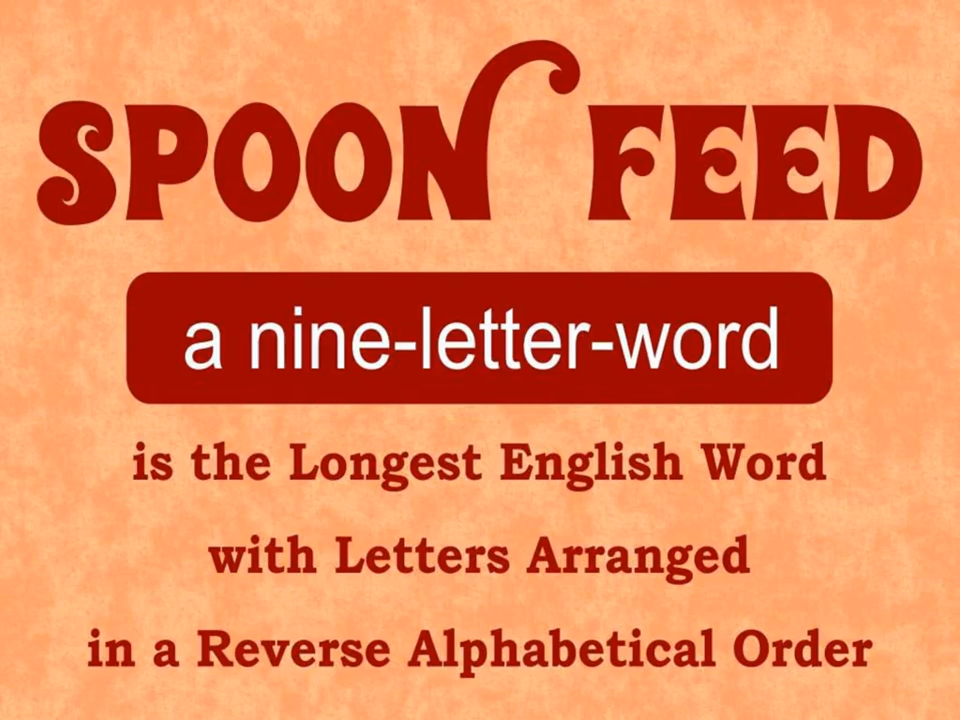 SPOON FEED
a nine-letter-word
is the Longest English Word
with Letters Arranged
in a Reverse Alphabetical Order